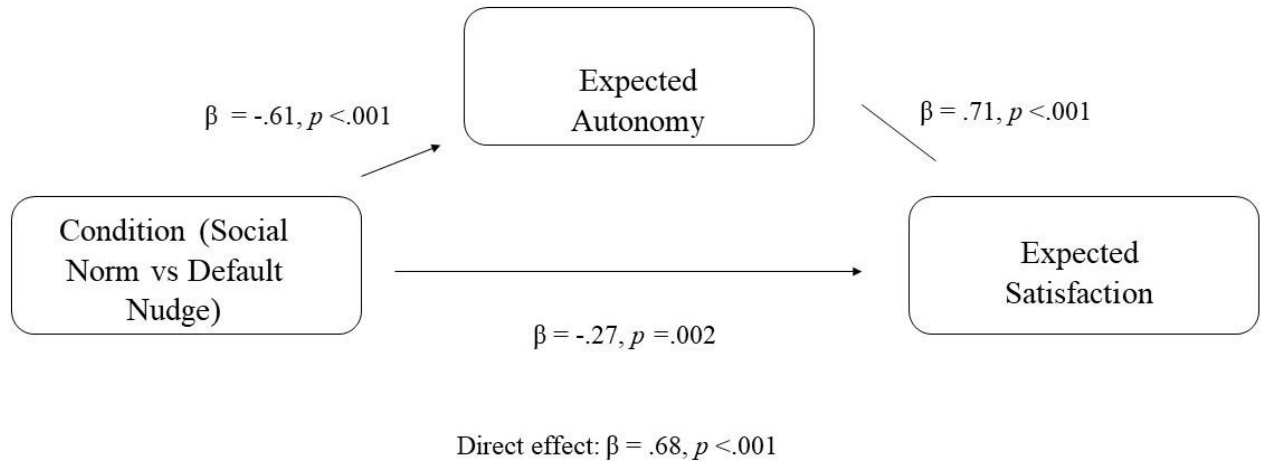 Expected
Autonomy
β = -.61, p <.001
β = .71, p <.001
Condition (Social
Norm vs Default
Nudge)
Expected
Satisfaction
β = -.27, p =.002
Direct effect: β = .68, p <.001